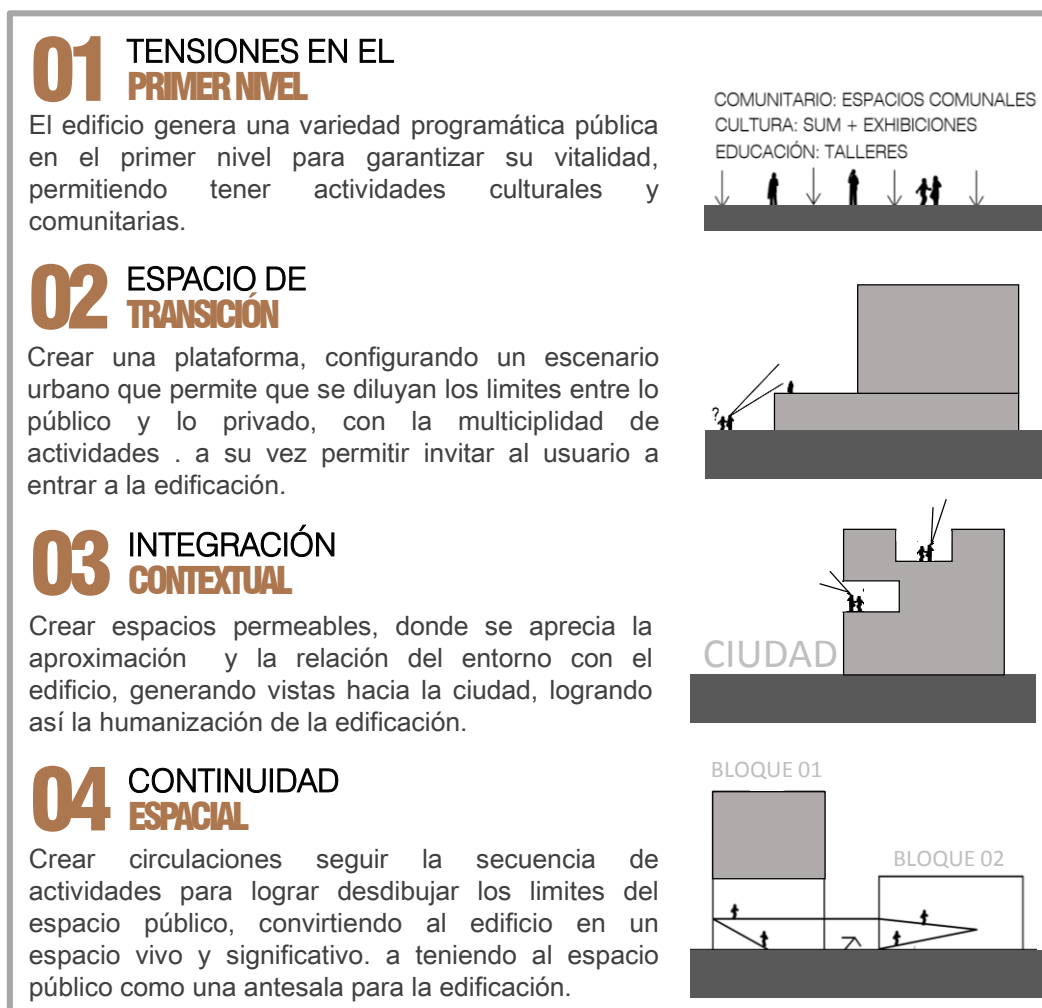 01 TENSIONES EN EL
PRIMER NIVEL
El edificio genera una variedad programática pública
en el primer nivel para garantizar su vitalidad,
permitiendo tener actividades culturales y
comunitarias.
COMUNITARIO: ESPACIOS COMUNALES
CULTURA: SUM + EXHIBICIONES
EDUCACIÓN: TALLERES
02 ESPACIO DE
TRANSICIÓN
Crear una plataforma, configurando un escenario
urbano que permite que se diluyan los limites entre lo
público y lo privado, con la multiciplidad de
actividades . a su vez permitir invitar al usuario a
entrar a la edificación.
?
03 INTEGRACIÓN
CONTEXTUAL
Crear espacios permeables, donde se aprecia la
aproximación y la relación del entorno con el
edificio, generando vistas hacia la ciudad, logrando
así la humanización de la edificación.
CIUDAD
04 CONTINUIDAD
ESPACIAL
Crear circulaciones seguir la secuencia de
actividades para lograr desdibujar los limites del
espacio público, convirtiendo al edificio en un
espacio vivo y significativo. a teniendo al espacio
público como una antesala para la edificación.
BLOQUE 01
BLOQUE 02